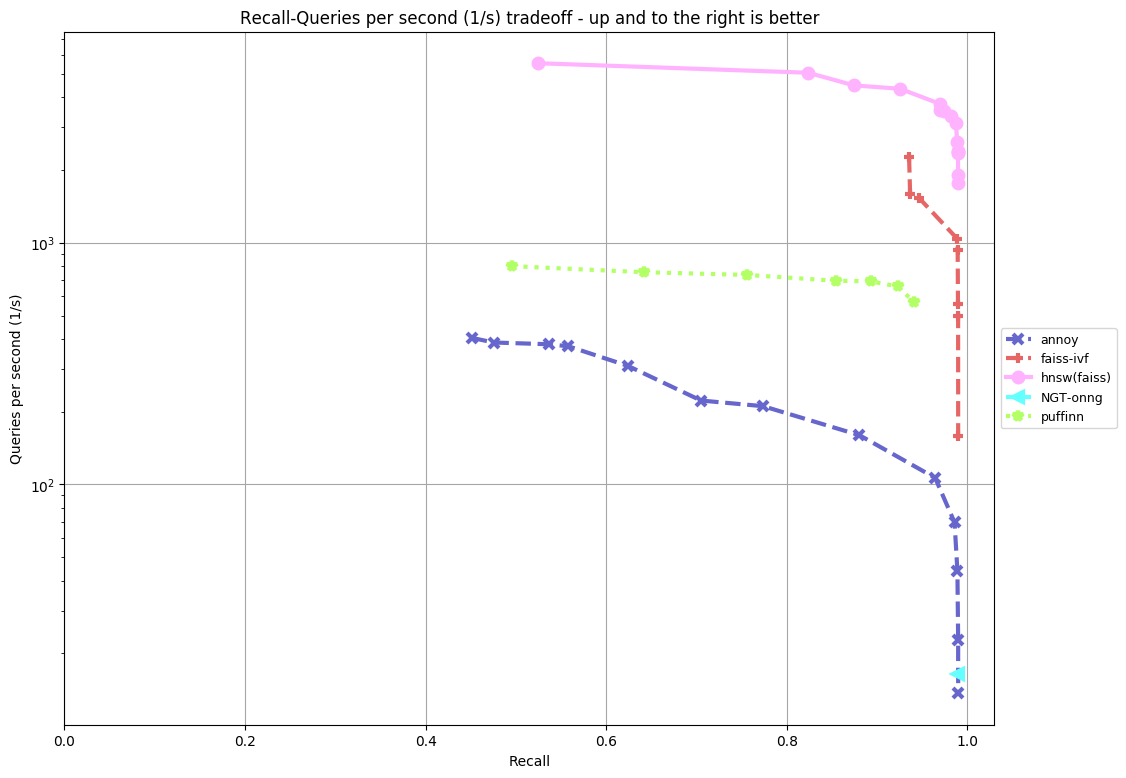 Recall-Queries per second (1/s) tradeoff - up and to the right is better
Queries per second (1/s)
10³
10²
0.0 0.2 0.4 0.6 0.8 1.0
Recall
annoy
faiss-ivf
hnsw(faiss)
NGT-onng
puffinn